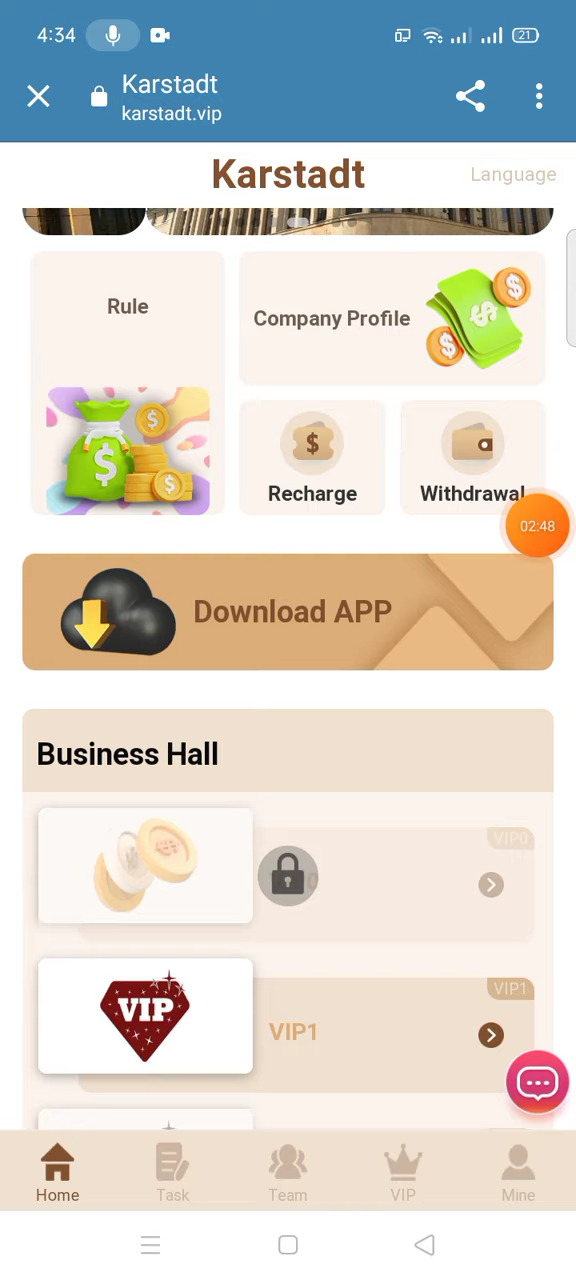 4:34
21
Karstadt
karstadt.vip
Karstadt
Language
Rule
Company Profile
Recharge
Withdrawal
02:48
Download APP
Business Hall
VIP0
VIP
VIP1
VIP1
Home
Task
Team
VIP
Mine